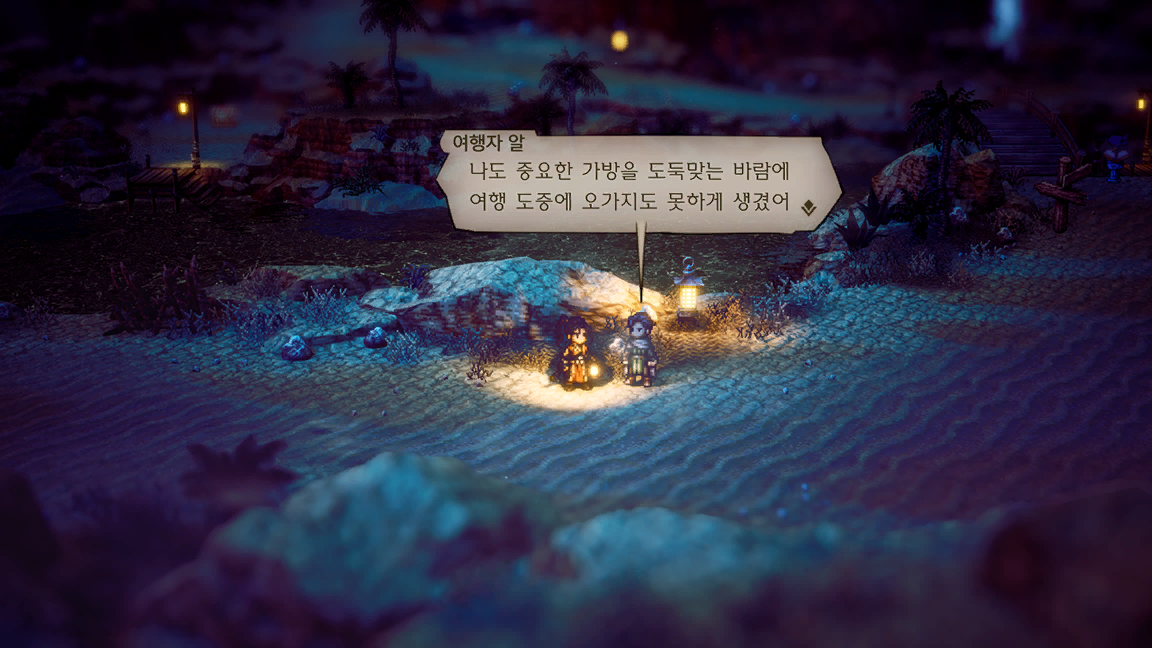 여행자 알
나도 중요한 가방을 도둑맞는 바람에
여행 도중에 오가지도 못하게 생겼어